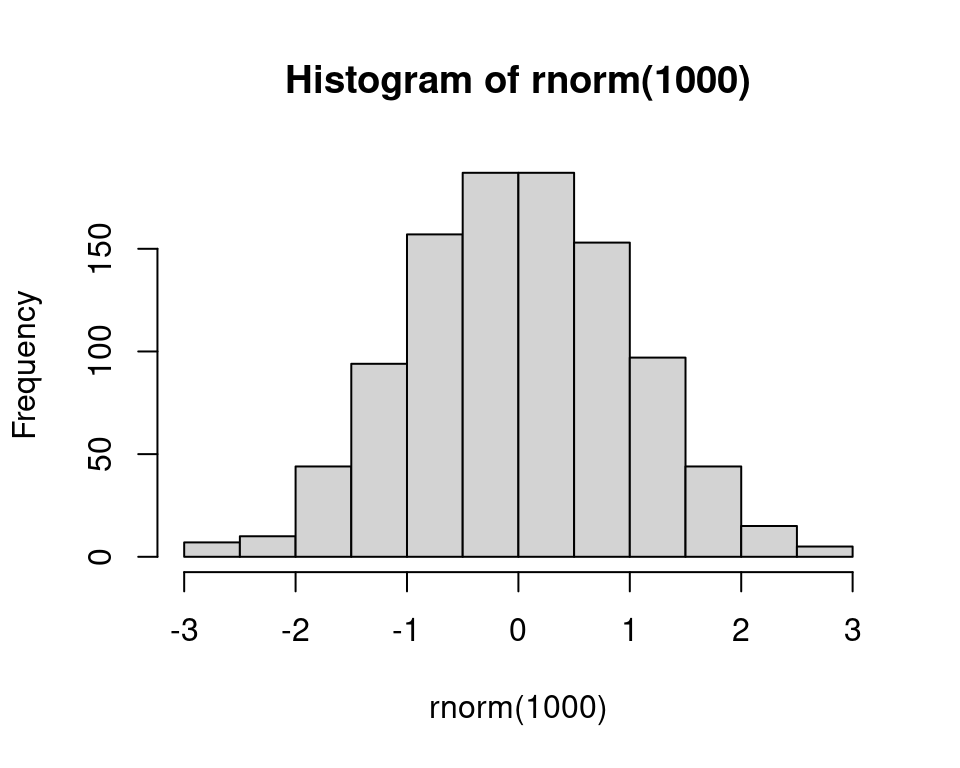 Histogram of rnorm(1000)
Frequency
150
100
50
0
-3 -2 -1 0 1 2 3
rnorm(1000)